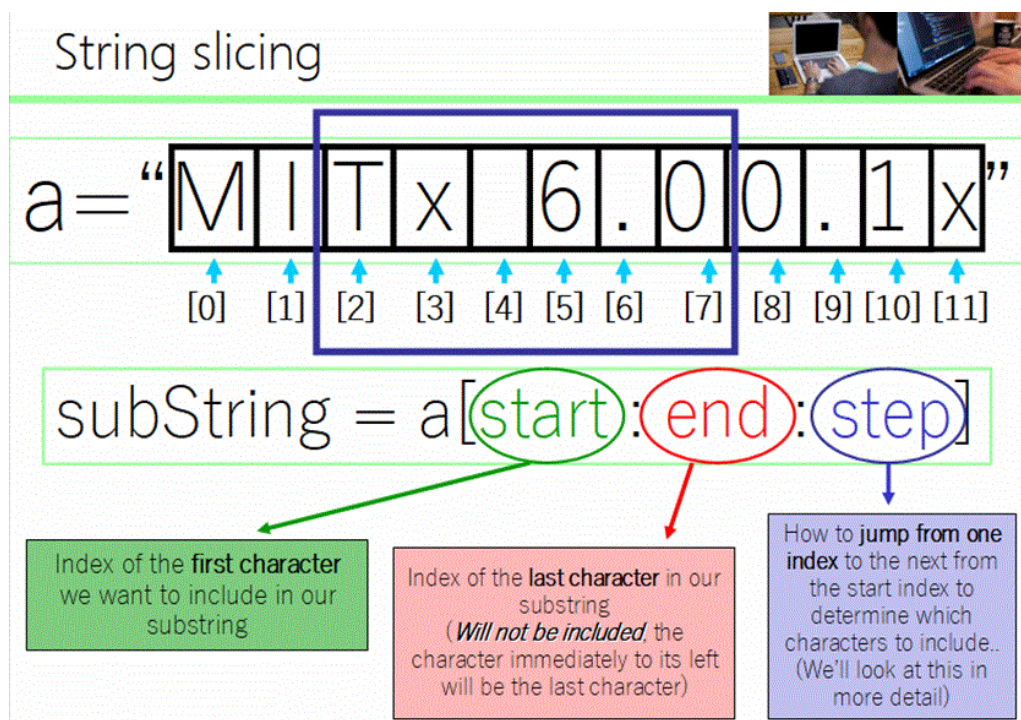 String slicing
a="MITx 6.00.1x"
[0] [1] [2] [3] [4] [5] [6] [7] [8] [9] [10] [11]
subString = a[start:end:step]
Index of the first character
we want to include in our
substring
Index of the last character in our
substring
(Will not be included, the
character immediately to its left
will be the last character)
How to jump from one
index to the next from
the start index to
determine which
characters to include..
(We'll look at this in
more detail)